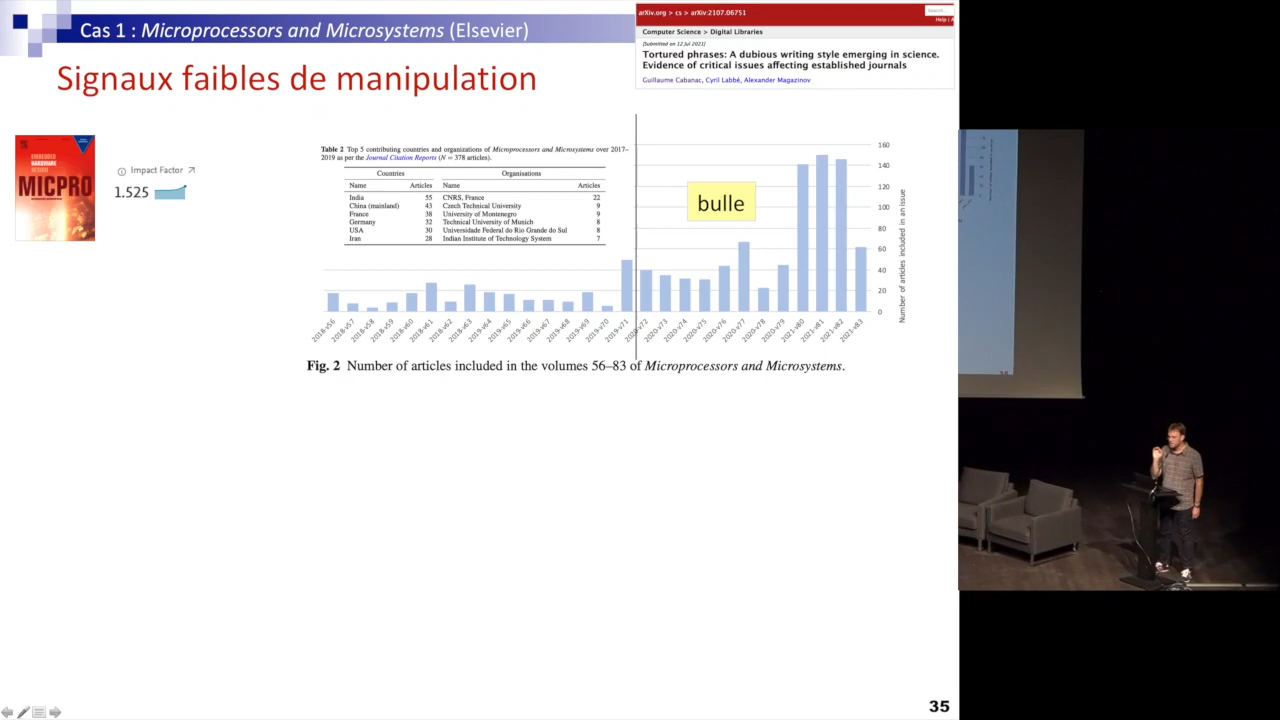 Cas 1 : Microprocessors and Microsystems (Elsevier)
Signaux faibles de manipulation
arXiv.org > cs > arXiv:2107.06751
Search...
Help | A
Computer Science > Digital Libraries
[Submitted on 12 Jul 2021]
Tortured phrases: A dubious writing style emerging in science.
Evidence of critical issues affecting established journals
Guillaume Cabanac, Cyril Labbé, Alexander Magazinov
EMBEDDED
HARDWARE
DESIGN
MICPRO
Impact Factor
1.525
Table 2 Top 5 contributing countries and organizations of Microprocessors and Microsystems over 2017–
2019 as per the Journal Citation Reports (N = 378 articles).
Countries Organisations
Name Articles Name Articles
India 55 CNRS, France 22
China (mainland) 43 Czech Technical University 9
France 38 University of Montenegro 9
Germany 32 Technical University of Munich 8
USA 30 Universidade Federal do Rio Grande do Sul 8
Iran 28 Indian Institute of Technology System 7
bulle
160
140
120
100
80
60
40
20
0
Number of articles included in an issue
2018-v56
2018-v57
2018-v58
2018-v59
2018-v60
2018-v61
2018-v62
2018-v63
2019-v64
2019-v65
2019-v66
2019-v67
2019-v68
2019-v69
2019-v70
2019-v71
2020-v72
2020-v73
2020-v74
2020-v75
2020-v76
2020-v77
2020-v78
2020-v79
2021-v80
2021-v81
2021-v82
2021-v83
Fig. 2 Number of articles included in the volumes 56–83 of Microprocessors and Microsystems.
35